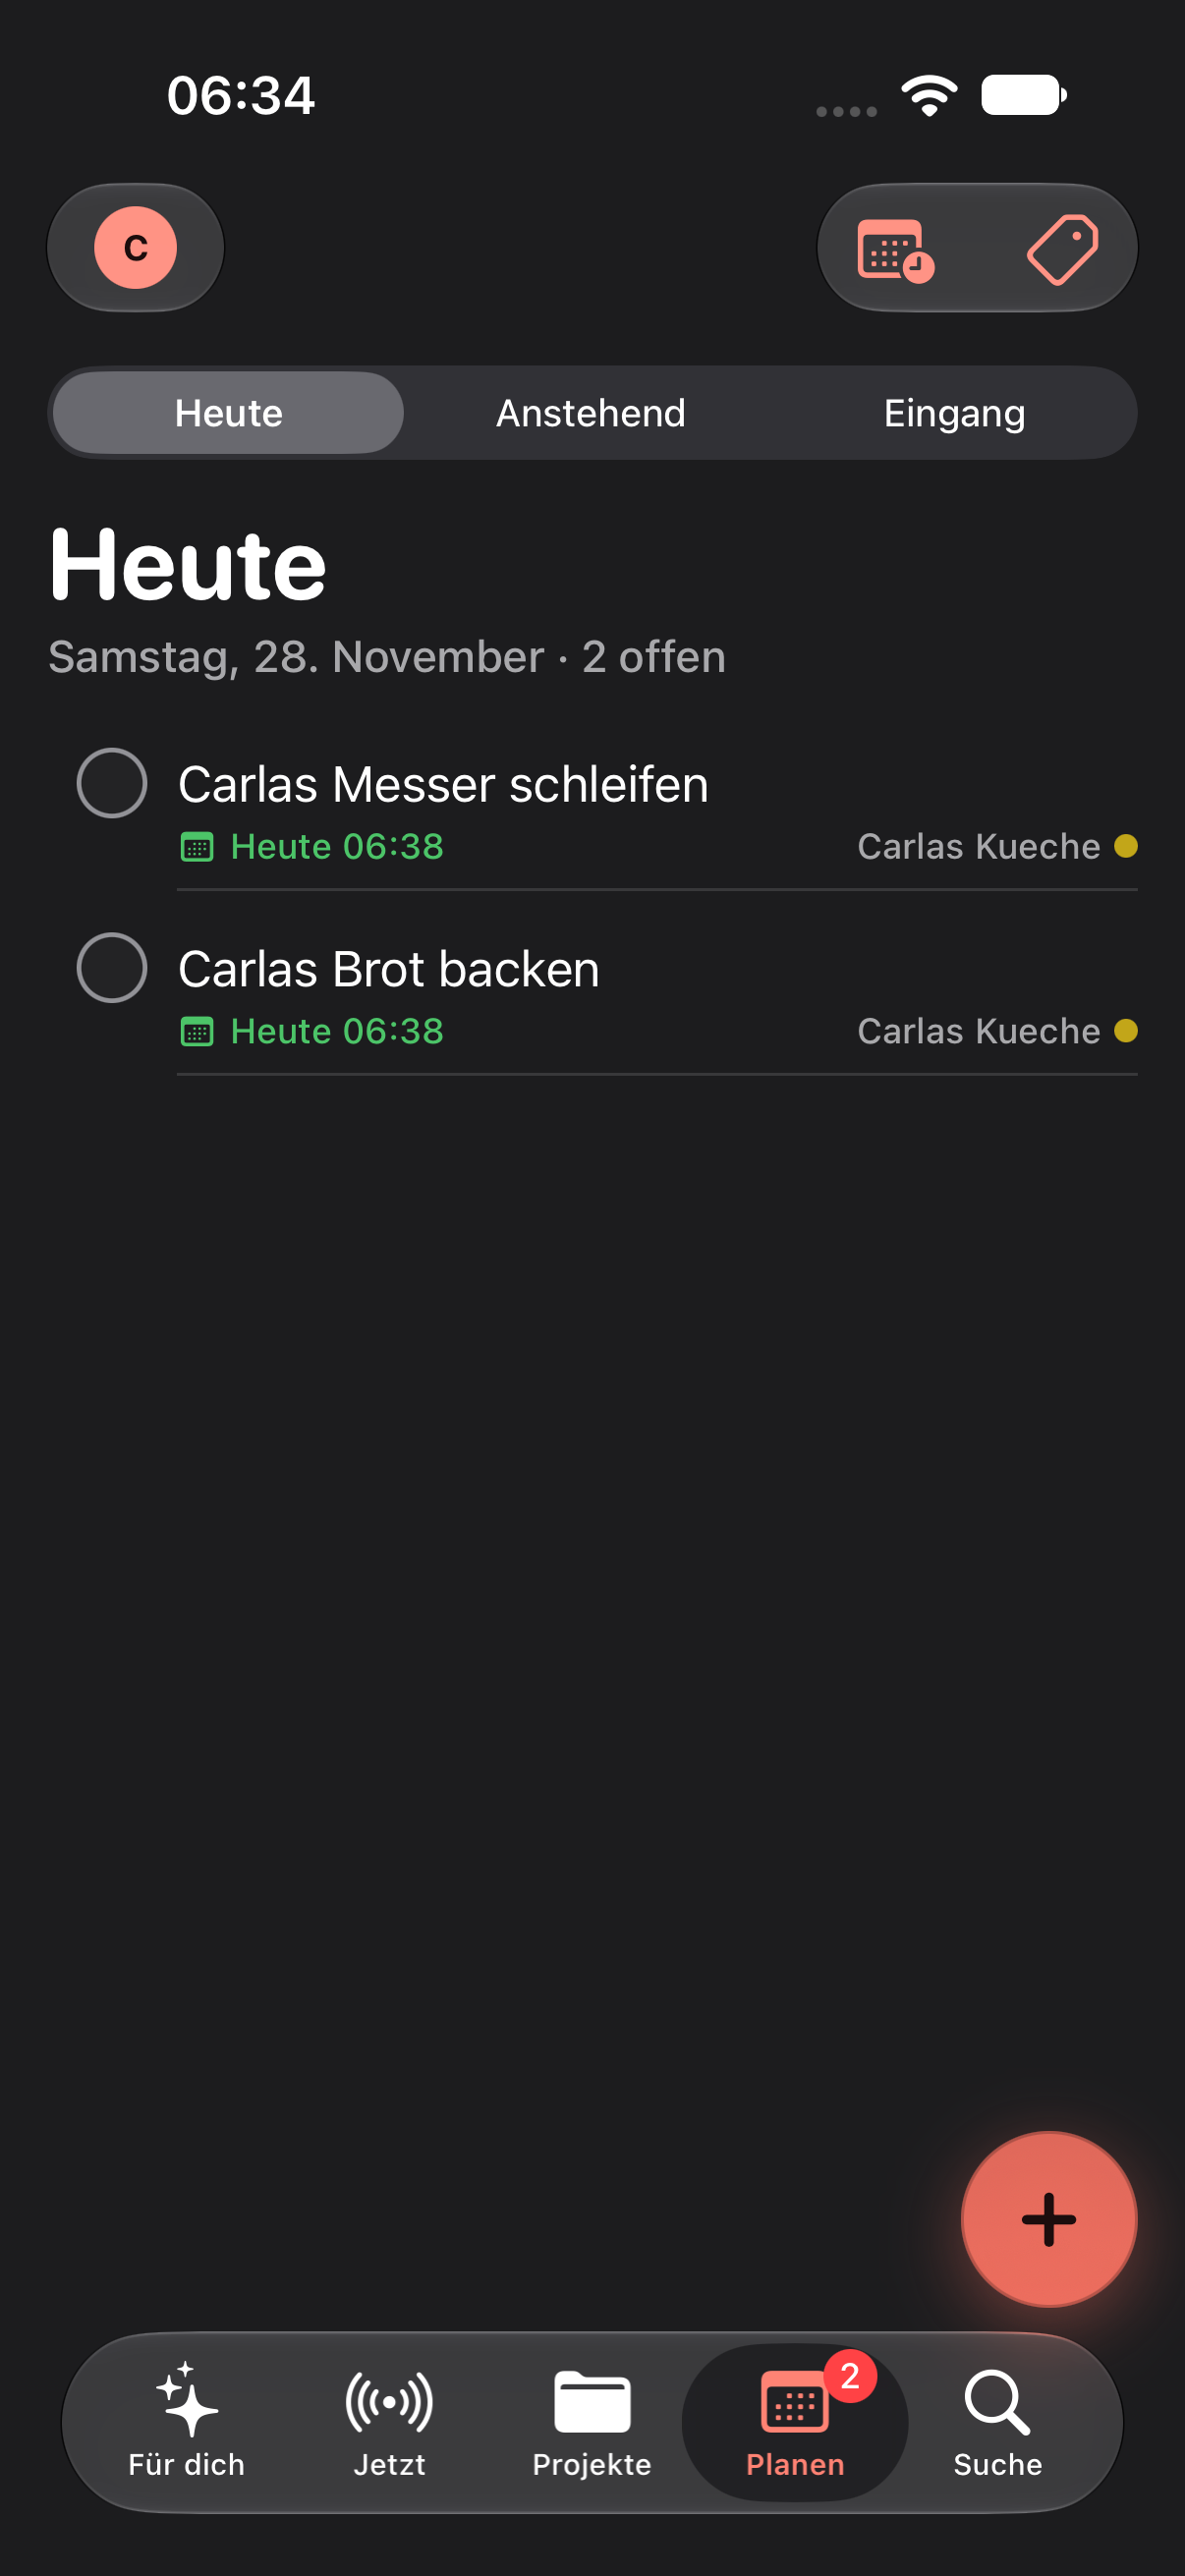 06:34
C
Heute Anstehend Eingang
Heute
Samstag, 28. November · 2 offen
Carlas Messer schleifen
Heute 06:38 Carlas Kueche
Carlas Brot backen
Heute 06:38 Carlas Kueche
2
Für dich Jetzt Projekte Planen Suche